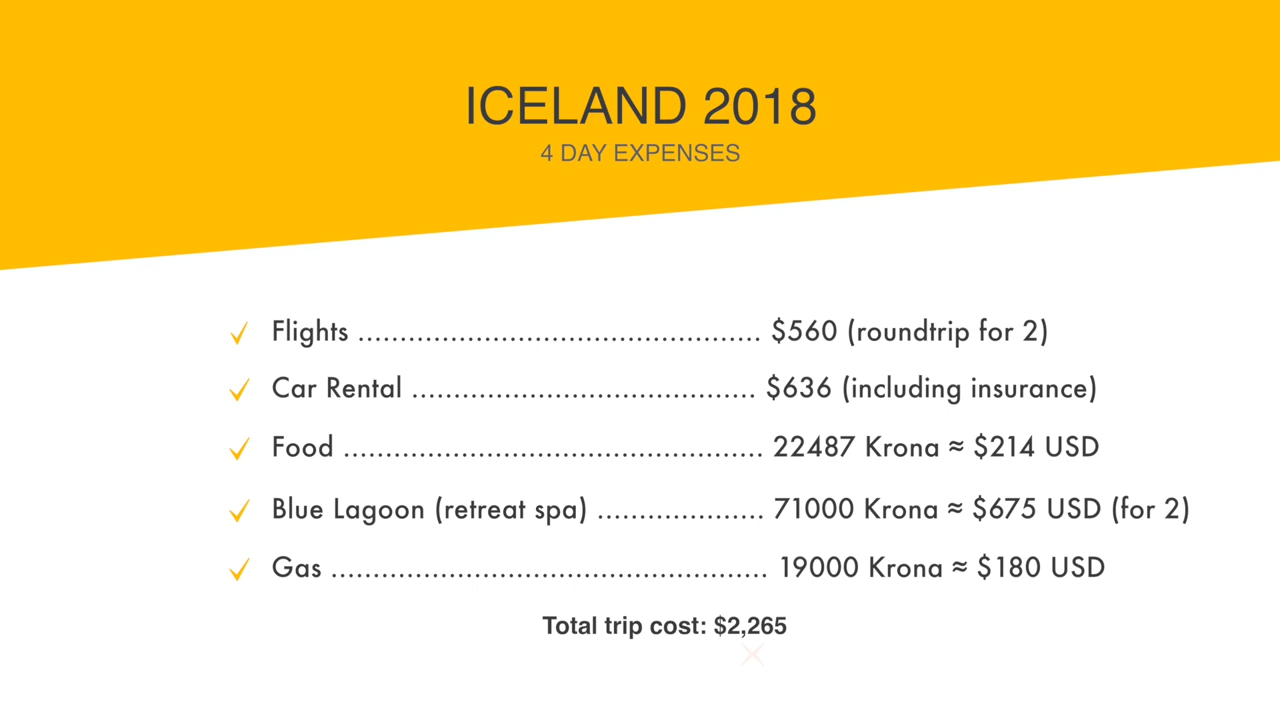 ICELAND 2018
4 DAY EXPENSES
Flights ................................................ $560 (roundtrip for 2)
Car Rental ......................................... $636 (including insurance)
Food .................................................. 22487 Krona ≈ $214 USD
Blue Lagoon (retreat spa) .................... 71000 Krona ≈ $675 USD (for 2)
Gas .................................................... 19000 Krona ≈ $180 USD
Total trip cost: $2,265